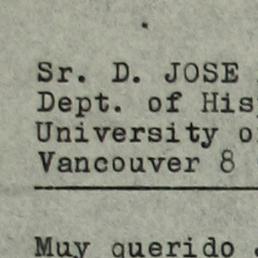 Sr. D. JOSE
Dept. of His
University o
Vancouver 8
Muy querido